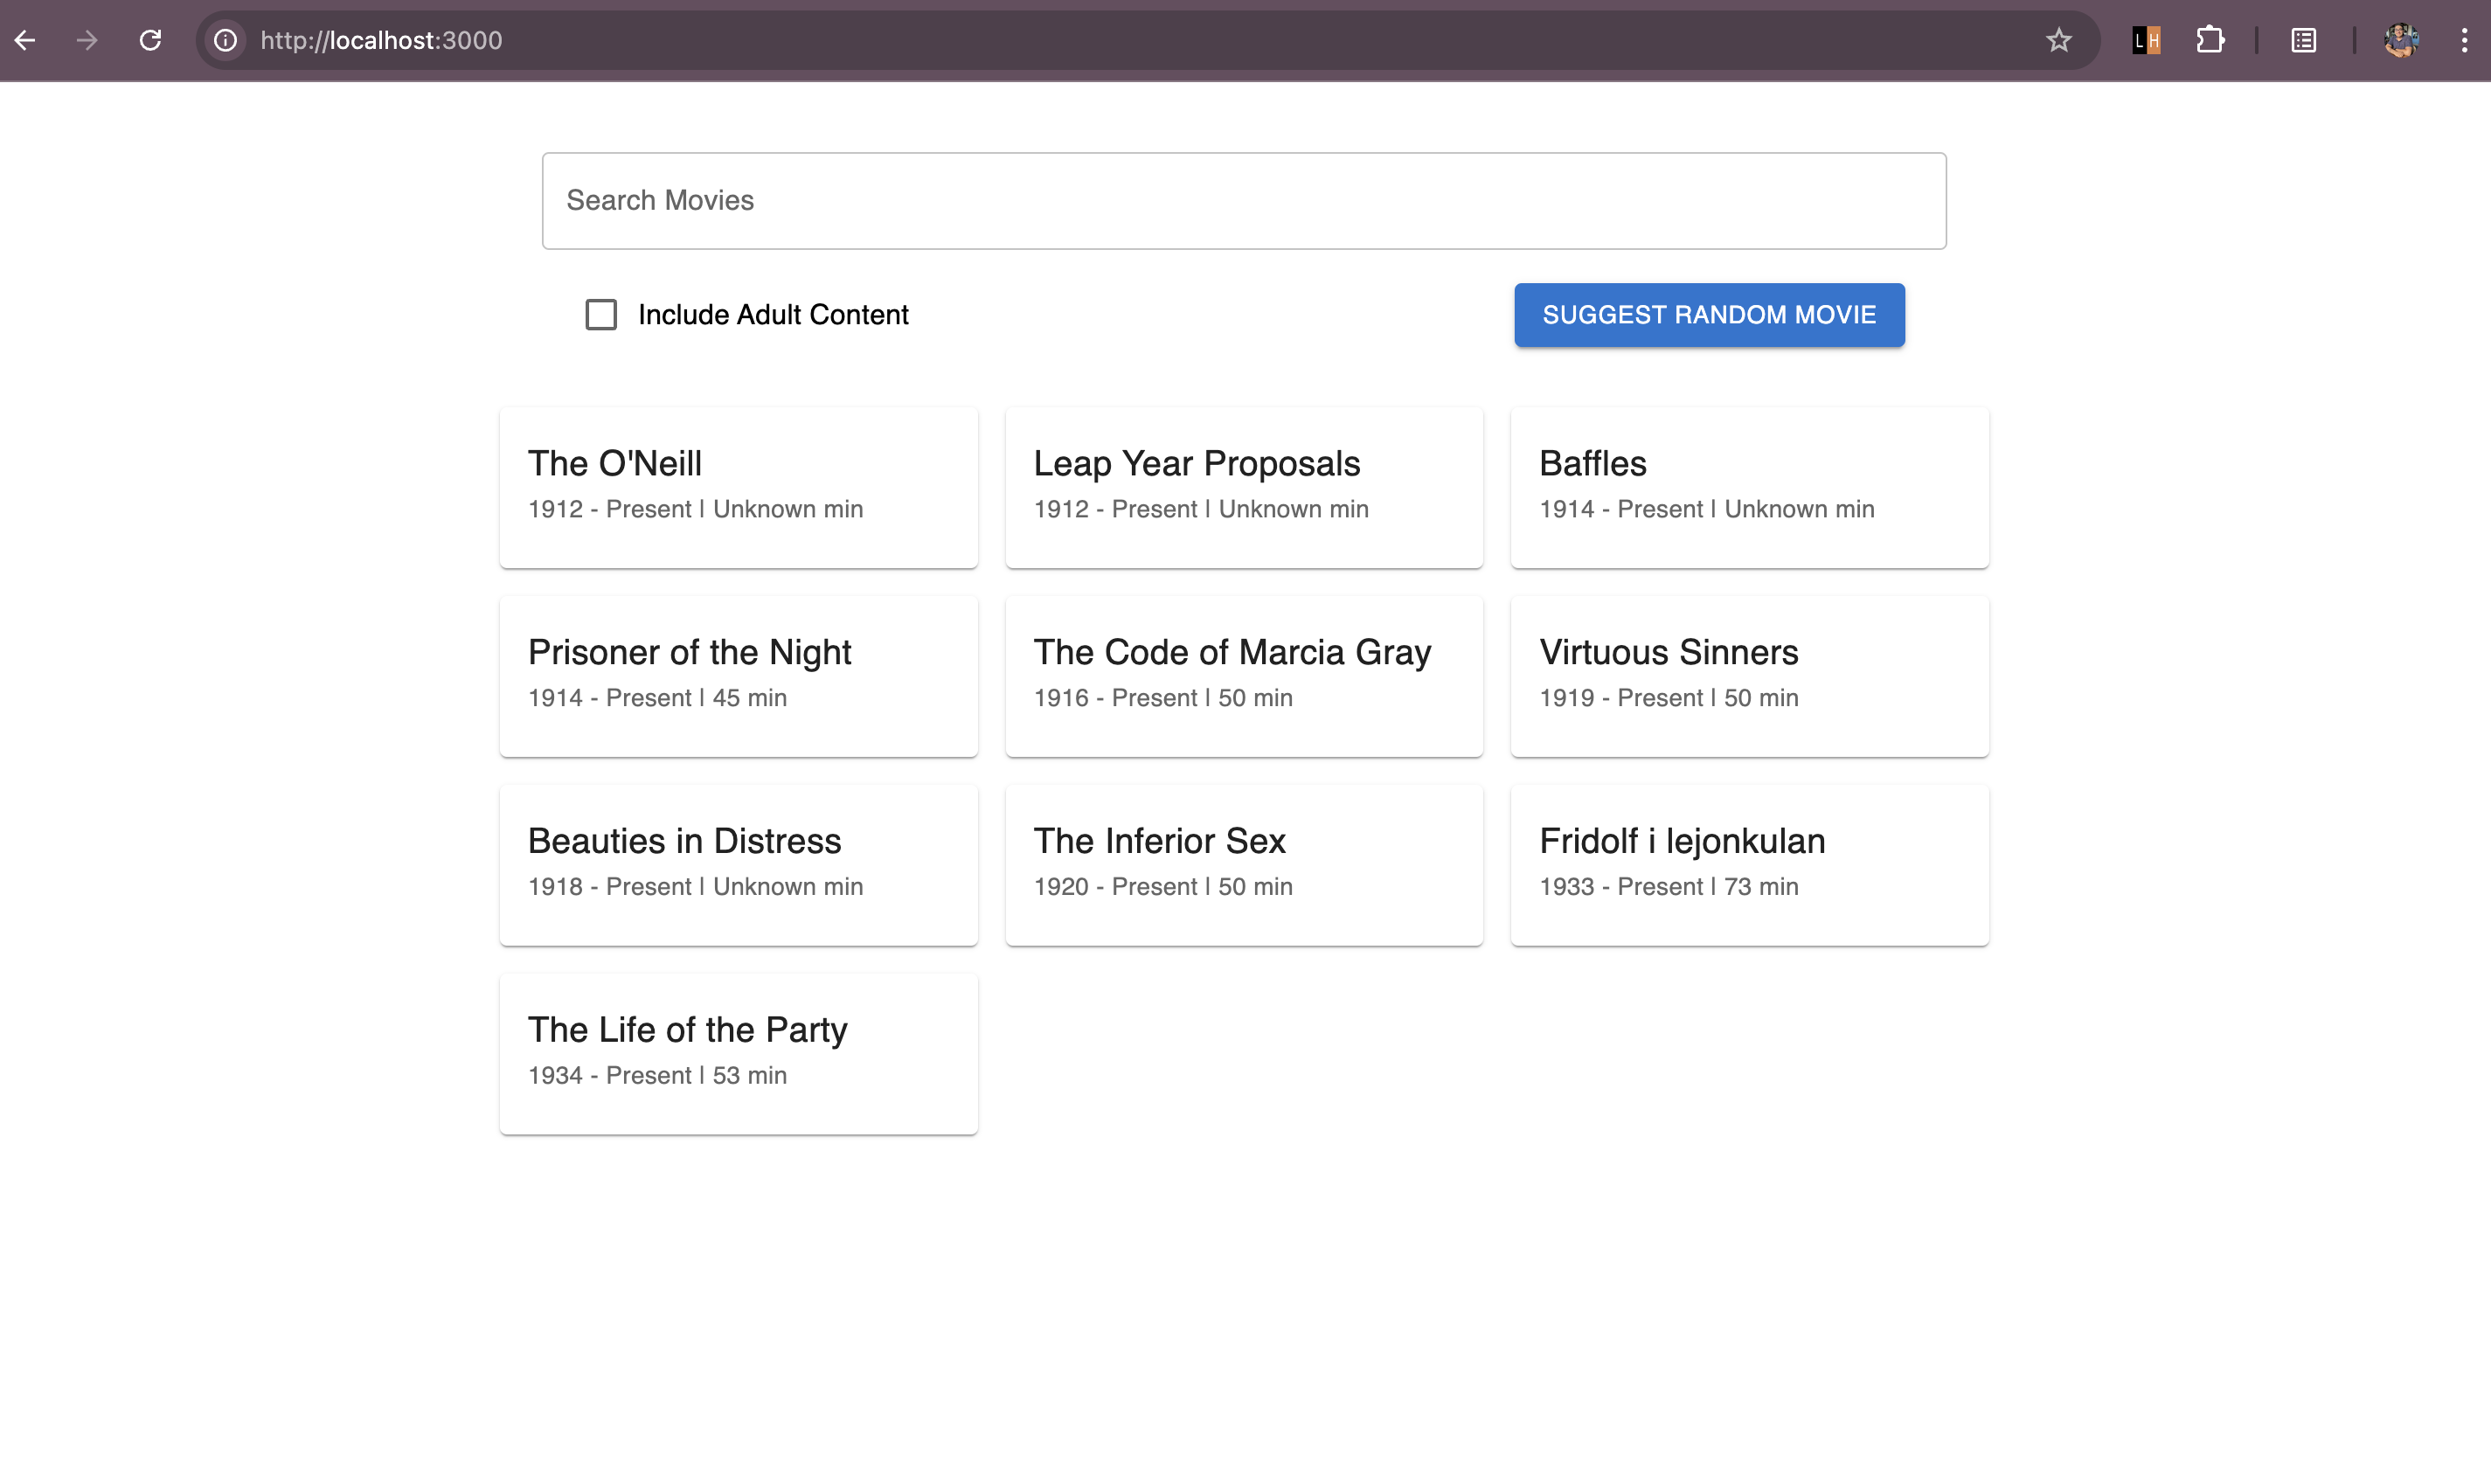 http://localhost:3000
L H
Search Movies
Include Adult Content
SUGGEST RANDOM MOVIE
The O'Neill
1912 - Present | Unknown min
Leap Year Proposals
1912 - Present | Unknown min
Baffles
1914 - Present | Unknown min
Prisoner of the Night
1914 - Present | 45 min
The Code of Marcia Gray
1916 - Present | 50 min
Virtuous Sinners
1919 - Present | 50 min
Beauties in Distress
1918 - Present | Unknown min
The Inferior Sex
1920 - Present | 50 min
Fridolf i lejonkulan
1933 - Present | 73 min
The Life of the Party
1934 - Present | 53 min